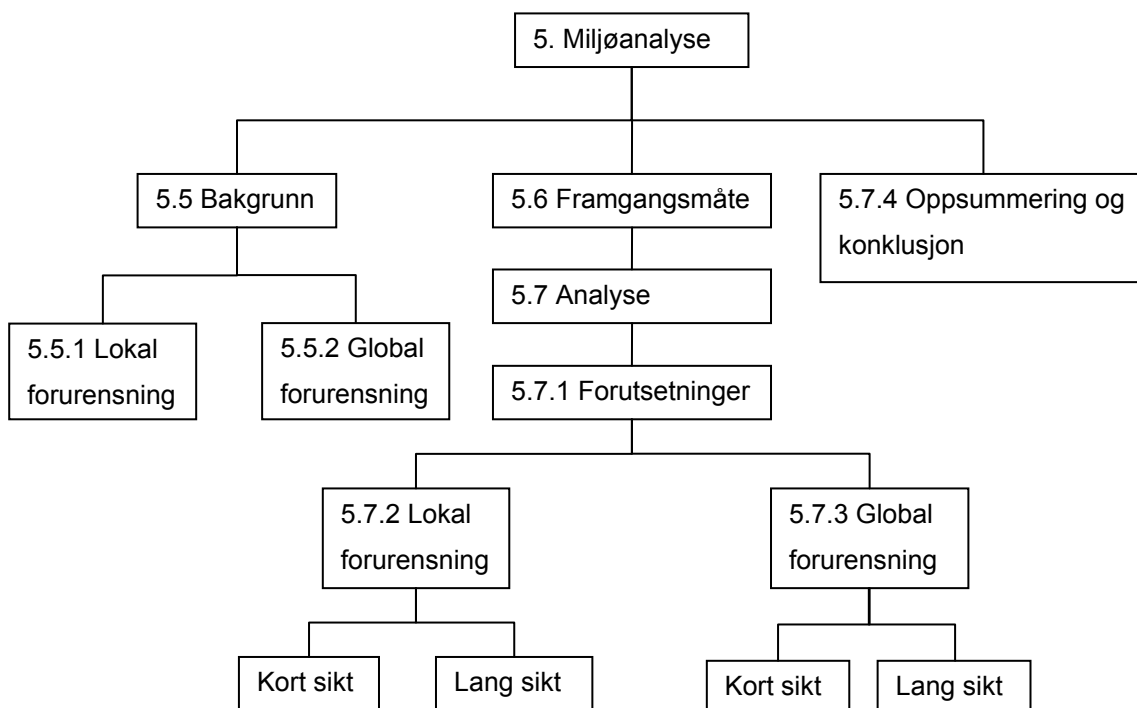 5. Miljøanalyse
5.5 Bakgrunn
5.6 Framgangsmåte
5.7.4 Oppsummering og
konklusjon
5.7 Analyse
5.5.1 Lokal
forurensning
5.5.2 Global
forurensning
5.7.1 Forutsetninger
5.7.2 Lokal
forurensning
5.7.3 Global
forurensning
Kort sikt
Lang sikt
Kort sikt
Lang sikt